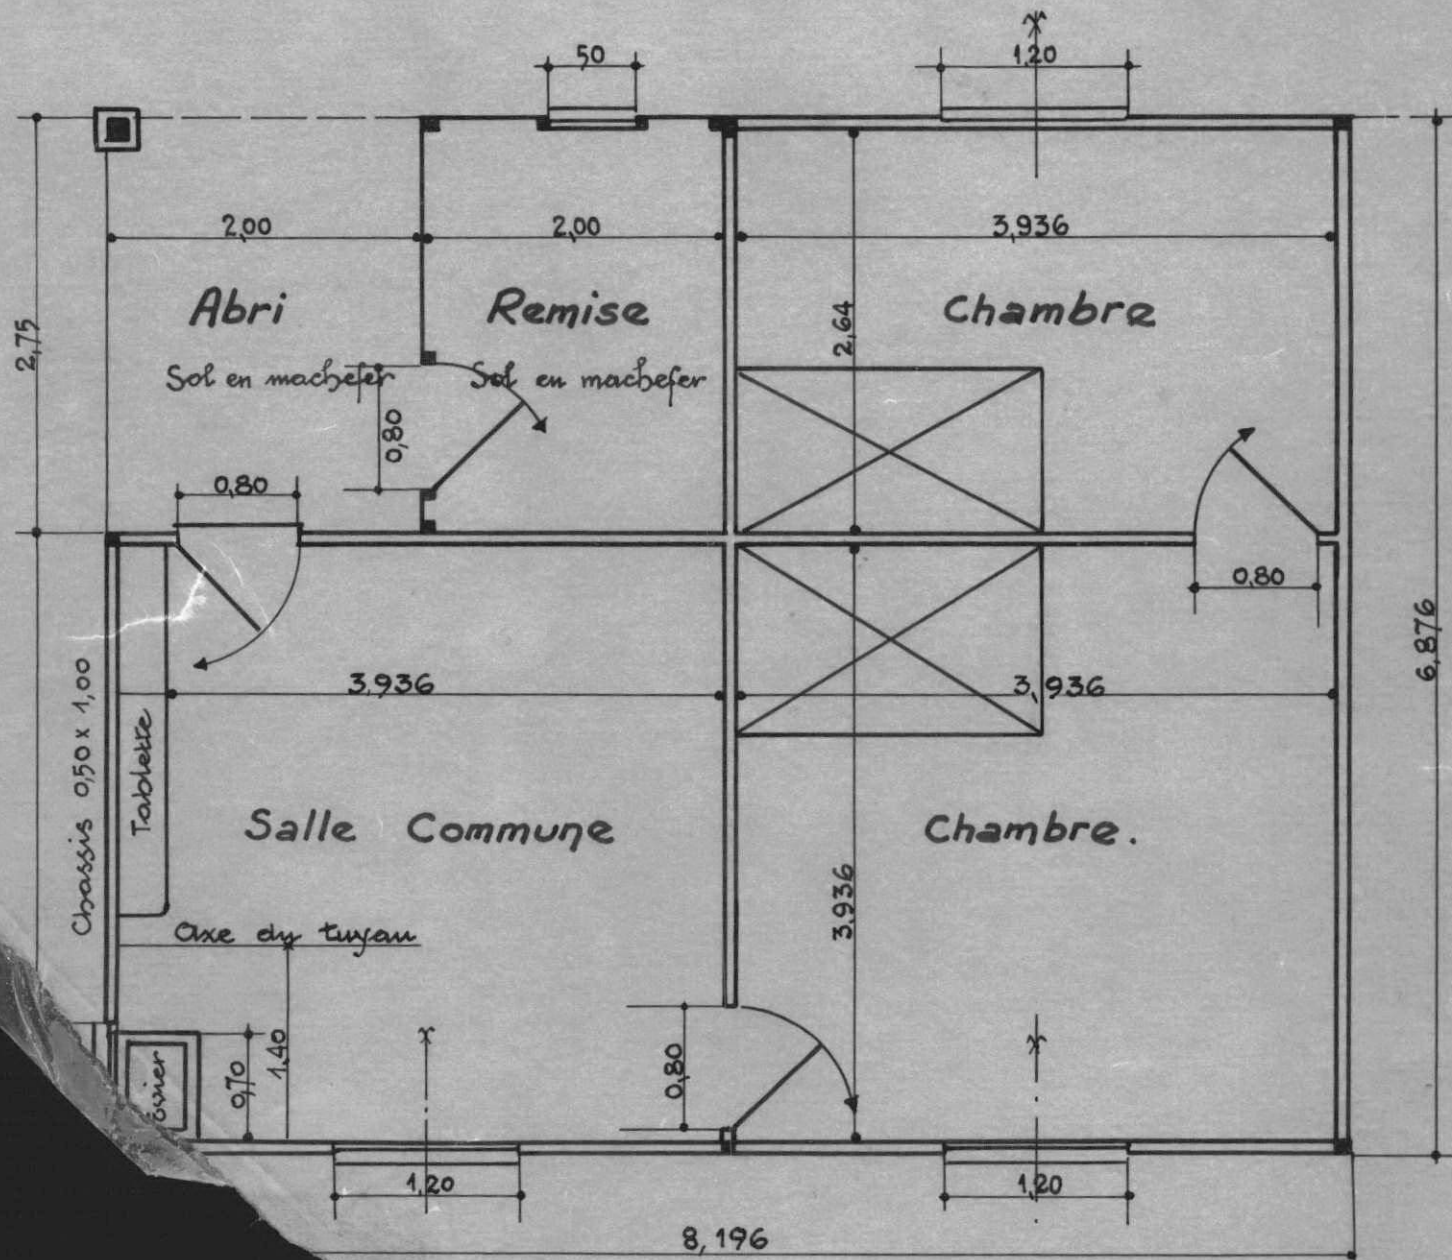 50
1,20
2,00
2,00
3,936
2,75
Abri
Remise
Chambre
2,64
Sol en machefer
Sol en machefer
0,80
0,80
0,80
6,876
3,936
3,936
Chassis 0,50 x 1,00
Tablette
Salle Commune
Chambre.
3,936
Axe du tuyau
1,40
0,70
0,80
1,20
1,20
8,196